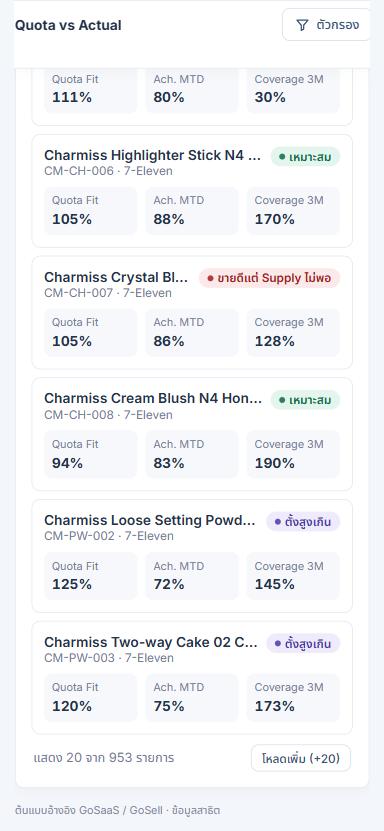 Quota vs Actual
ตัวกรอง
Quota Fit Ach. MTD Coverage 3M
111% 80% 30%
Charmiss Highlighter Stick N4 ... เหมาะสม
CM-CH-006 · 7-Eleven
Quota Fit Ach. MTD Coverage 3M
105% 88% 170%
Charmiss Crystal Bl... ขายดีแต่ Supply ไม่พอ
CM-CH-007 · 7-Eleven
Quota Fit Ach. MTD Coverage 3M
105% 86% 128%
Charmiss Cream Blush N4 Hon... เหมาะสม
CM-CH-008 · 7-Eleven
Quota Fit Ach. MTD Coverage 3M
94% 83% 190%
Charmiss Loose Setting Powd... ตั้งสูงเกิน
CM-PW-002 · 7-Eleven
Quota Fit Ach. MTD Coverage 3M
125% 72% 145%
Charmiss Two-way Cake 02 C... ตั้งสูงเกิน
CM-PW-003 · 7-Eleven
Quota Fit Ach. MTD Coverage 3M
120% 75% 173%
แสดง 20 จาก 953 รายการ โหลดเพิ่ม (+20)
ต้นแบบอ้างอิง GoSaaS / GoSell · ข้อมูลสาธิต